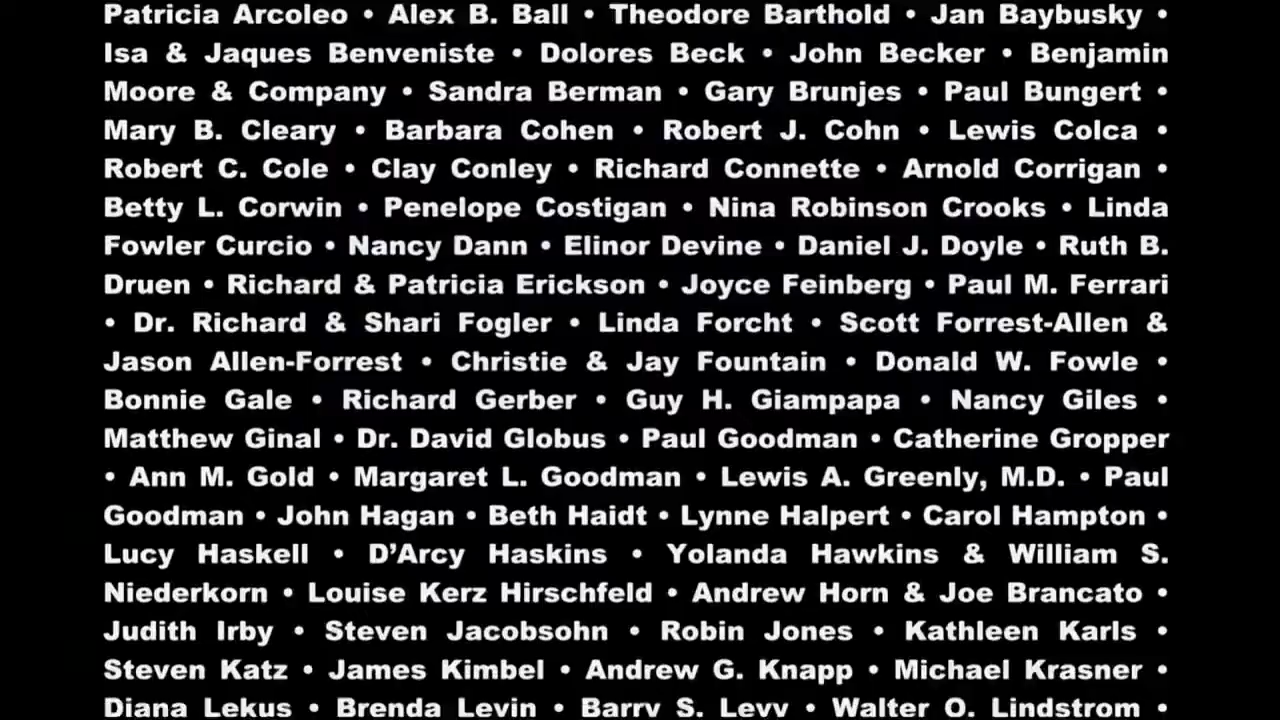 Patricia Arcoleo • Alex B. Ball • Theodore Barthold • Jan Baybusky •
Isa & Jaques Benveniste • Dolores Beck • John Becker • Benjamin
Moore & Company • Sandra Berman • Gary Brunjes • Paul Bungert •
Mary B. Cleary • Barbara Cohen • Robert J. Cohn • Lewis Colca •
Robert C. Cole • Clay Conley • Richard Connette • Arnold Corrigan •
Betty L. Corwin • Penelope Costigan • Nina Robinson Crooks • Linda
Fowler Curcio • Nancy Dann • Elinor Devine • Daniel J. Doyle • Ruth B.
Druen • Richard & Patricia Erickson • Joyce Feinberg • Paul M. Ferrari
• Dr. Richard & Shari Fogler • Linda Forcht • Scott Forrest-Allen &
Jason Allen-Forrest • Christie & Jay Fountain • Donald W. Fowle •
Bonnie Gale • Richard Gerber • Guy H. Giampapa • Nancy Giles •
Matthew Ginal • Dr. David Globus • Paul Goodman • Catherine Gropper
• Ann M. Gold • Margaret L. Goodman • Lewis A. Greenly, M.D. • Paul
Goodman • John Hagan • Beth Haidt • Lynne Halpert • Carol Hampton •
Lucy Haskell • D’Arcy Haskins • Yolanda Hawkins & William S.
Niederkorn • Louise Kerz Hirschfeld • Andrew Horn & Joe Brancato •
Judith Irby • Steven Jacobsohn • Robin Jones • Kathleen Karls •
Steven Katz • James Kimbel • Andrew G. Knapp • Michael Krasner •
Diana Lekus • Brenda Levin • Barry S. Levy • Walter O. Lindstrom •